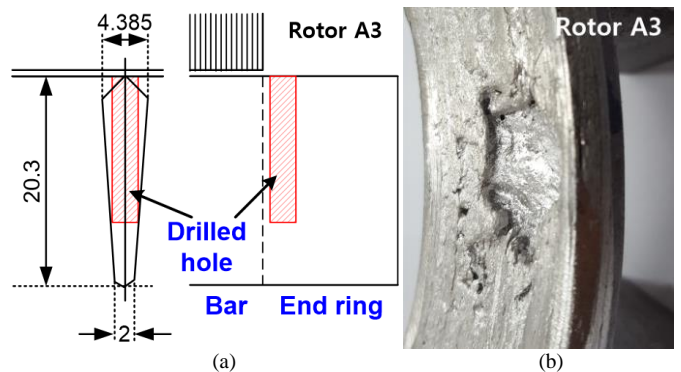 4.385
Rotor A3
20.3
Drilled
hole
Bar
End ring
2
(a)
Rotor A3
(b)